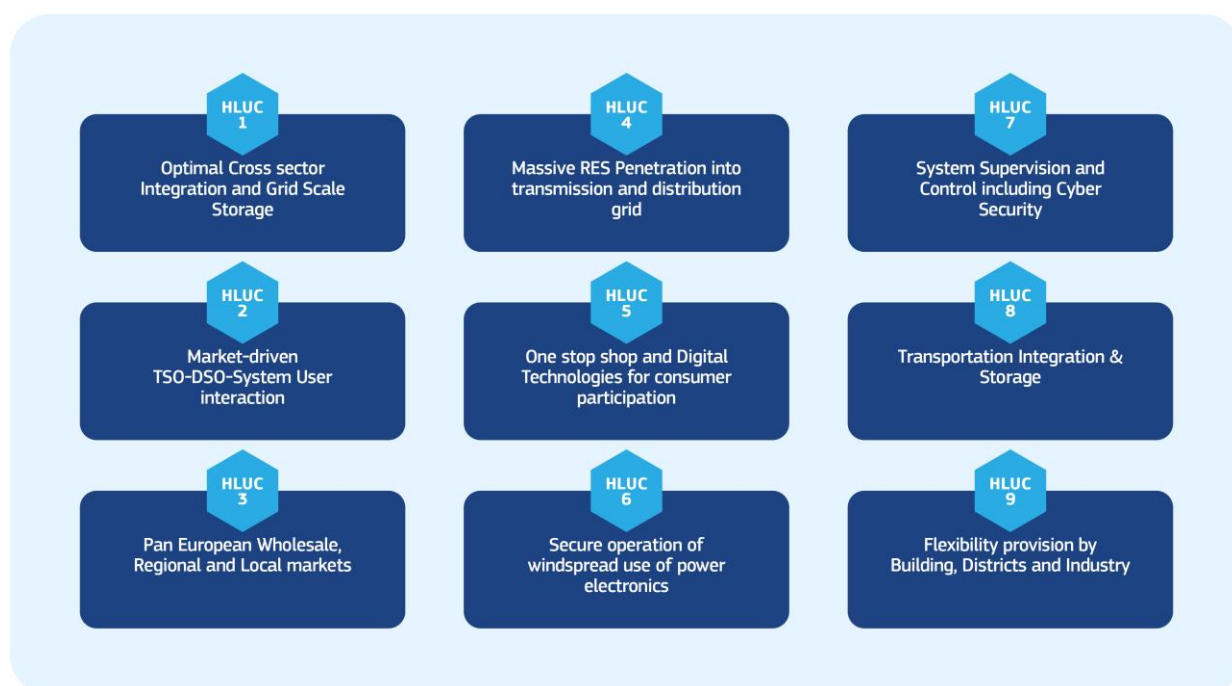 HLUC
1
Optimal Cross sector
Integration and Grid Scale
Storage
HLUC
2
Market-driven
TSO-DSO-System User
interaction
HLUC
3
Pan European Wholesale,
Regional and Local markets
HLUC
4
Massive RES Penetration into
transmission and distribution
grid
HLUC
5
One stop shop and Digital
Technologies for consumer
participation
HLUC
6
Secure operation of
windspread use of power
electronics
HLUC
7
System Supervision and
Control including Cyber
Security
HLUC
8
Transportation Integration &
Storage
HLUC
9
Flexibility provision by
Building, Districts and Industry